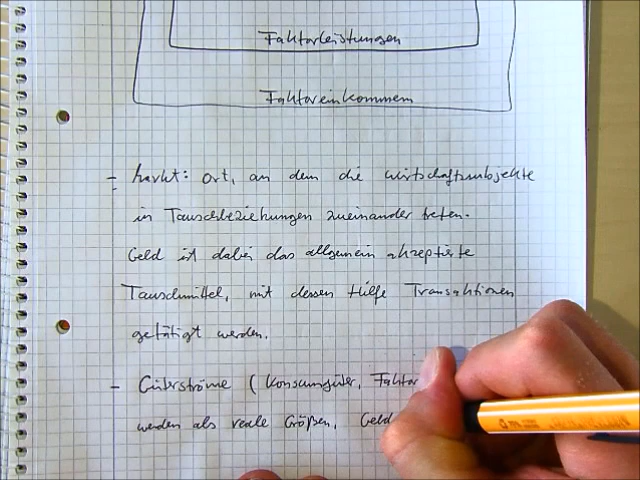 Faktorleistungen
Faktoreinkommen
- Markt: Ort, an dem die Wirtschaftssubjekte
in Tauschbeziehungen zueinander treten.
Geld ist dabei das allgemein akzeptierte
Tauschmittel, mit dessen Hilfe Transaktionen
getätigt werden.
- Güterströme (Konsumgüter, Faktor
werden als reale Größen, Geld